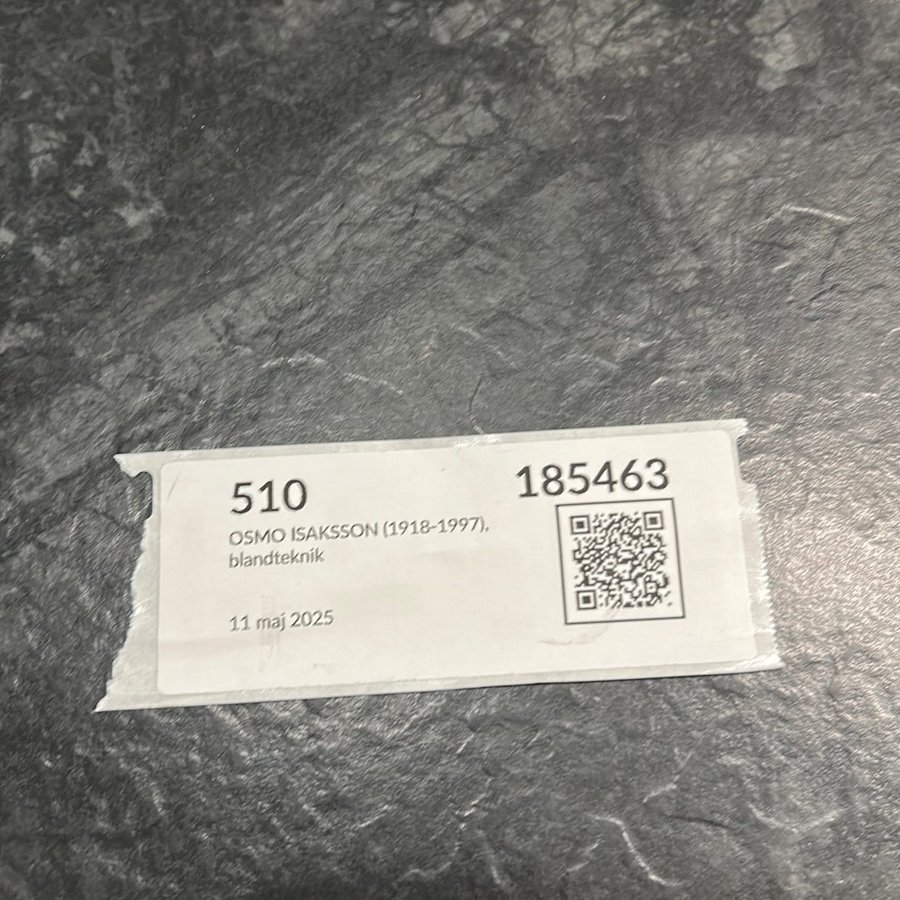 510
185463
OSMO ISAKSSON (1918-1997),
blandteknik
11 maj 2025